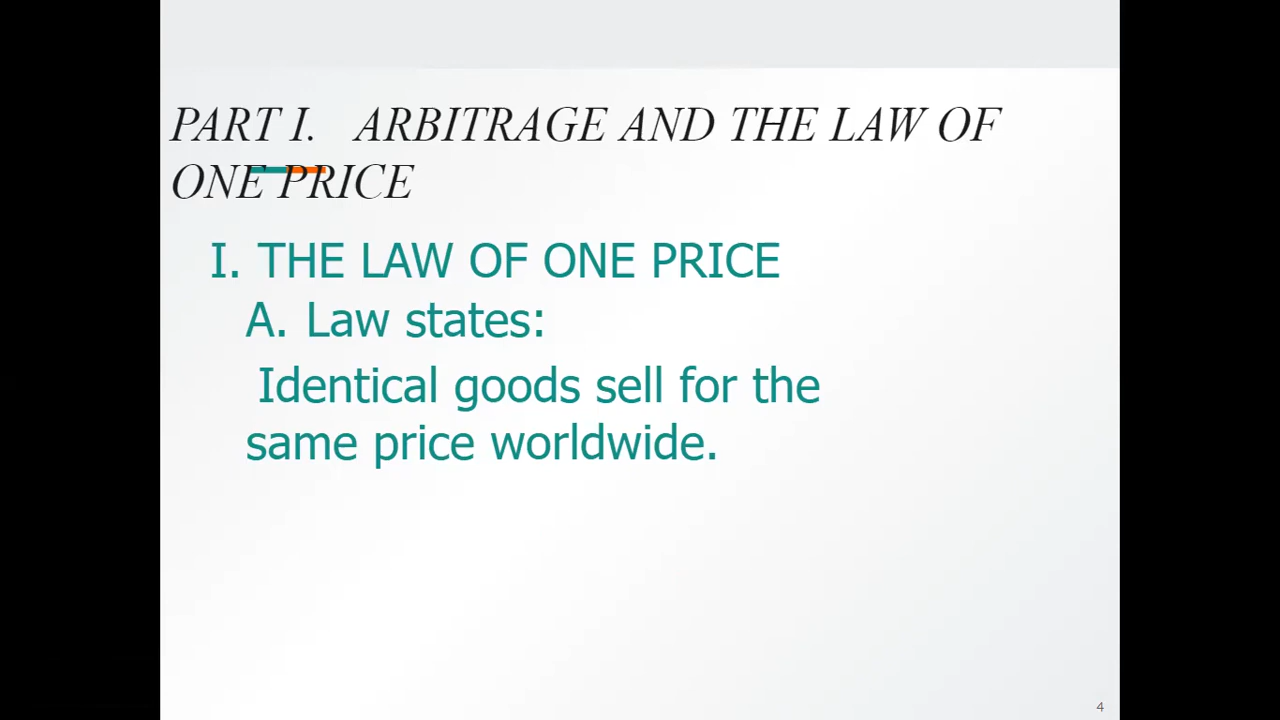 PART I. ARBITRAGE AND THE LAW OF
ONE PRICE
I. THE LAW OF ONE PRICE
A. Law states:
Identical goods sell for the
same price worldwide.
4